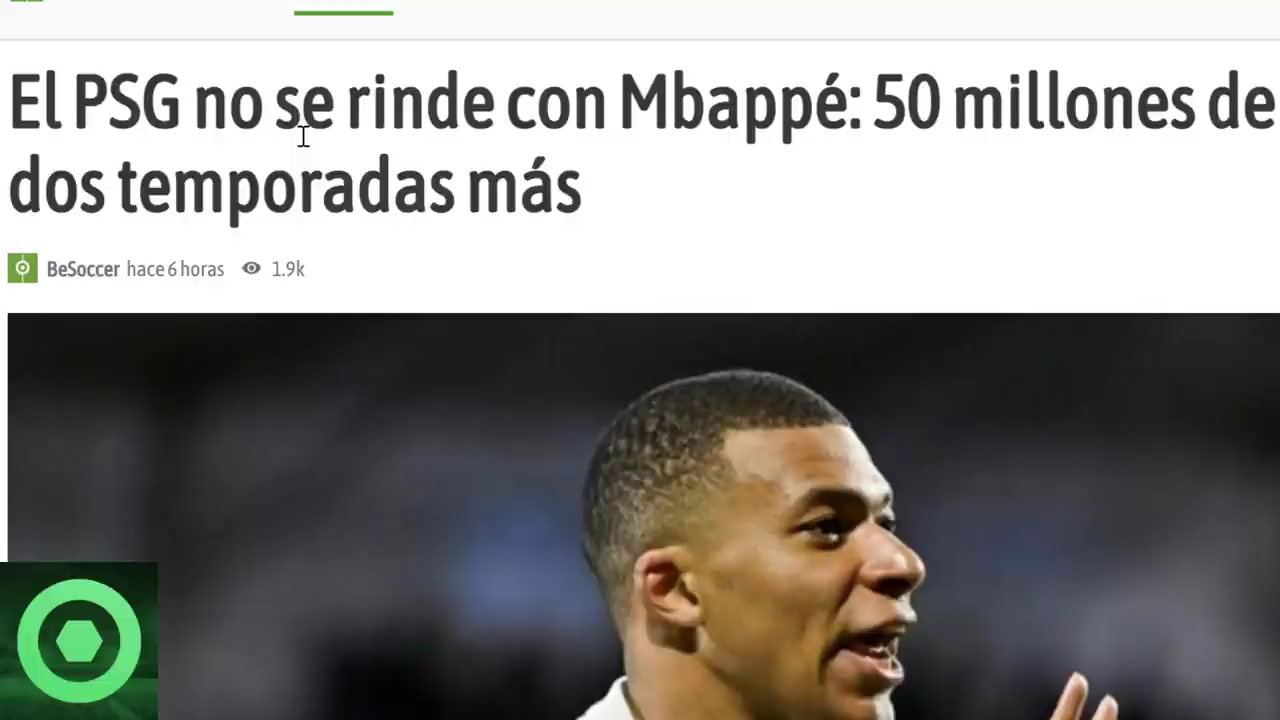 El PSG no se rinde con Mbappé: 50 millones de
dos temporadas más
BeSoccer hace 6 horas 1.9k